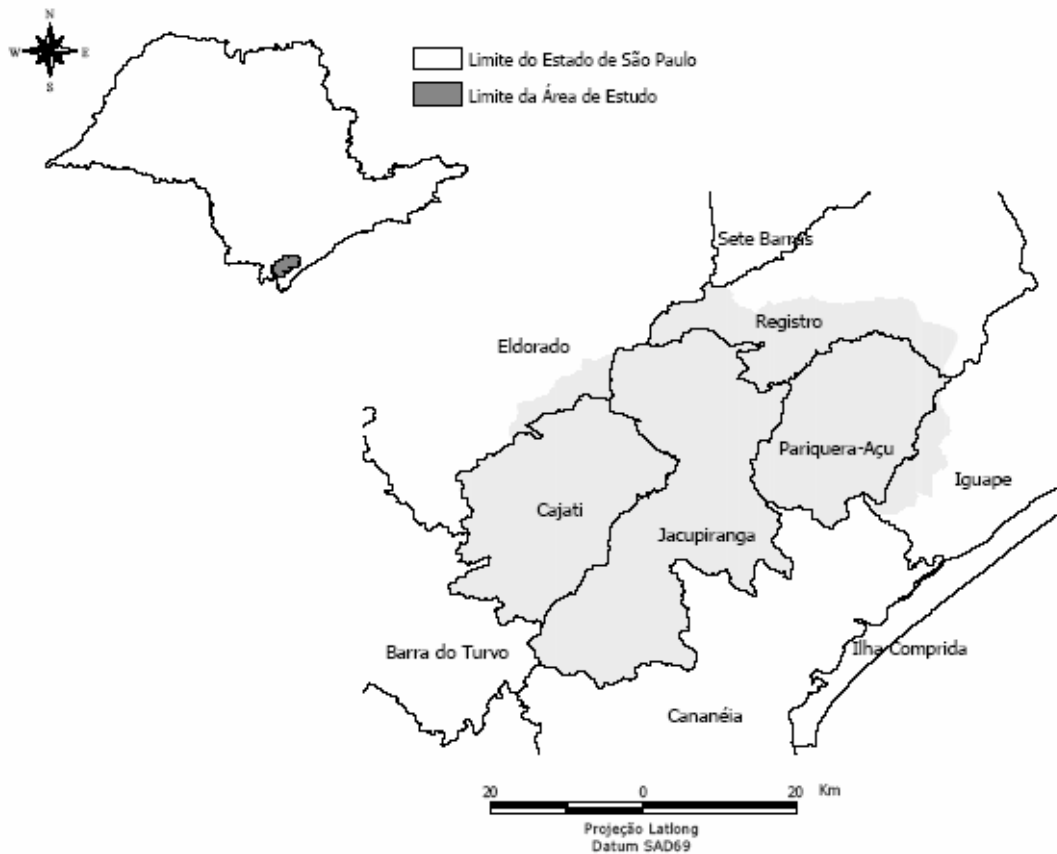 N
W E
S
Limite do Estado de São Paulo
Limite da Área de Estudo
Sete Barras
Registro
Eldorado
Pariquera-Açu
Iguape
Cajati
Jacupiranga
Barra do Turvo
Ilha Comprida
Cananéia
20 0 20 Km
Projeção Latlong
Datum SAD69